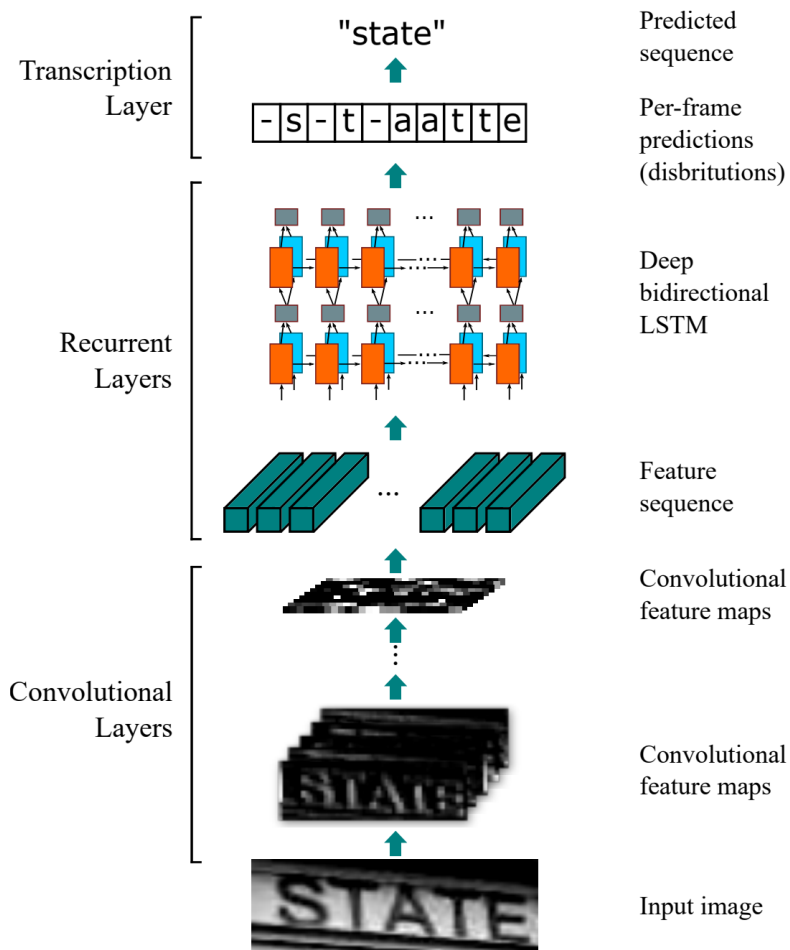 "state"
Predicted
sequence
Transcription
Layer
-s-t-aatte
Per-frame
predictions
(disbritutions)
...
Deep
bidirectional
LSTM
...
...
...
...
Recurrent
Layers
...
Feature
sequence
Convolutional
feature maps
...
Convolutional
Layers
STATE
Convolutional
feature maps
STATE
Input image